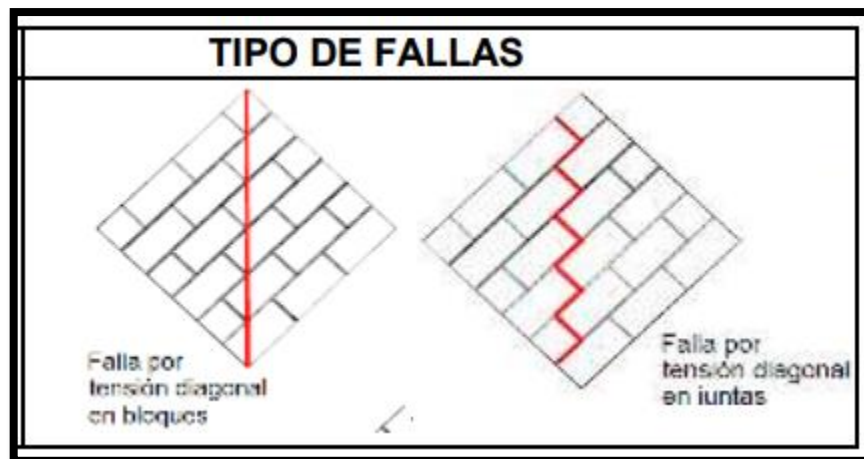 TIPO DE FALLAS
Falla por
tensión diagonal
en bloques
Falla por
tensión diagonal
en juntas